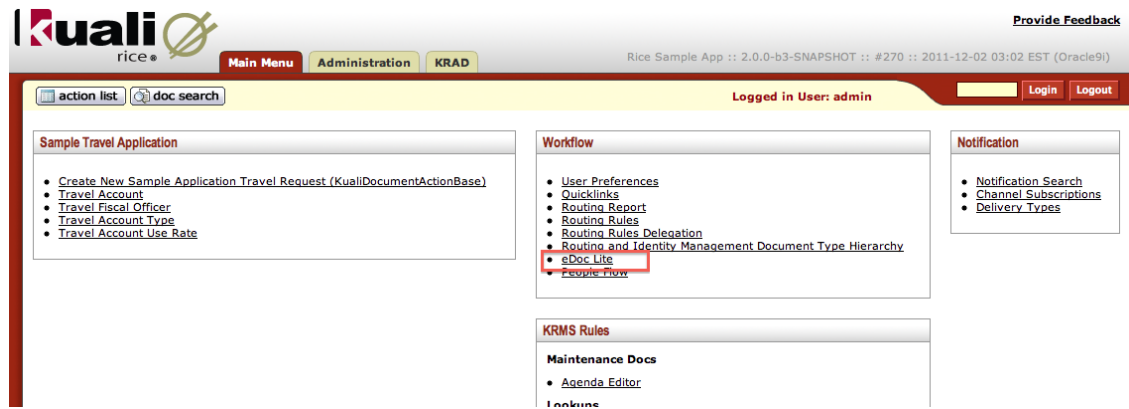 Kuali
rice
Provide Feedback
Main Menu
Administration
KRAD
Rice Sample App :: 2.0.0-b3-SNAPSHOT :: #270 :: 2011-12-02 03:02 EST (Oracle9i)
action list
doc search
Logged in User: admin
Login
Logout
Sample Travel Application
Create New Sample Application Travel Request (KualiDocumentActionBase)
Travel Account
Travel Fiscal Officer
Travel Account Type
Travel Account Use Rate
Workflow
User Preferences
Quicklinks
Routing Report
Routing Rules
Routing Rules Delegation
Routing and Identity Management Document Type Hierarchy
eDoc Lite
People Flow
Notification
Notification Search
Channel Subscriptions
Delivery Types
KRMS Rules
Maintenance Docs
Agenda Editor
Lookups